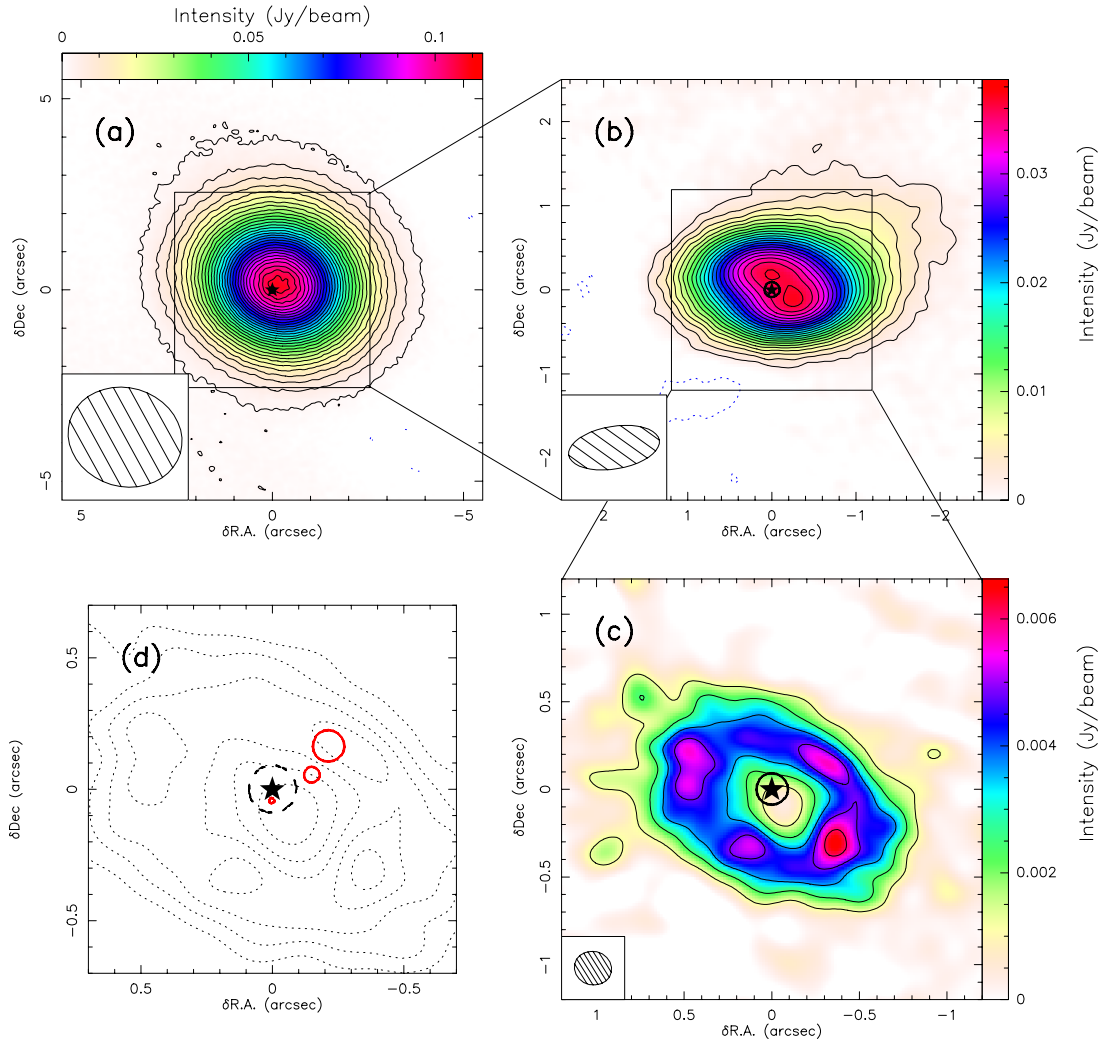 Intensity (Jy/beam)
0 0.05 0.1
(a)
δDec (arcsec)
5 0 −5
5 0 −5
δR.A. (arcsec)
(b)
δDec (arcsec)
2 1 0 −1 −2
2 1 0 −1 −2
δR.A. (arcsec)
0 0.01 0.02 0.03
Intensity (Jy/beam)
(d)
δDec (arcsec)
0.5 0 −0.5
0.5 0 −0.5
δR.A. (arcsec)
(c)
δDec (arcsec)
1 0.5 0 −0.5 −1
1 0.5 0 −0.5 −1
δR.A. (arcsec)
0 0.002 0.004 0.006
Intensity (Jy/beam)